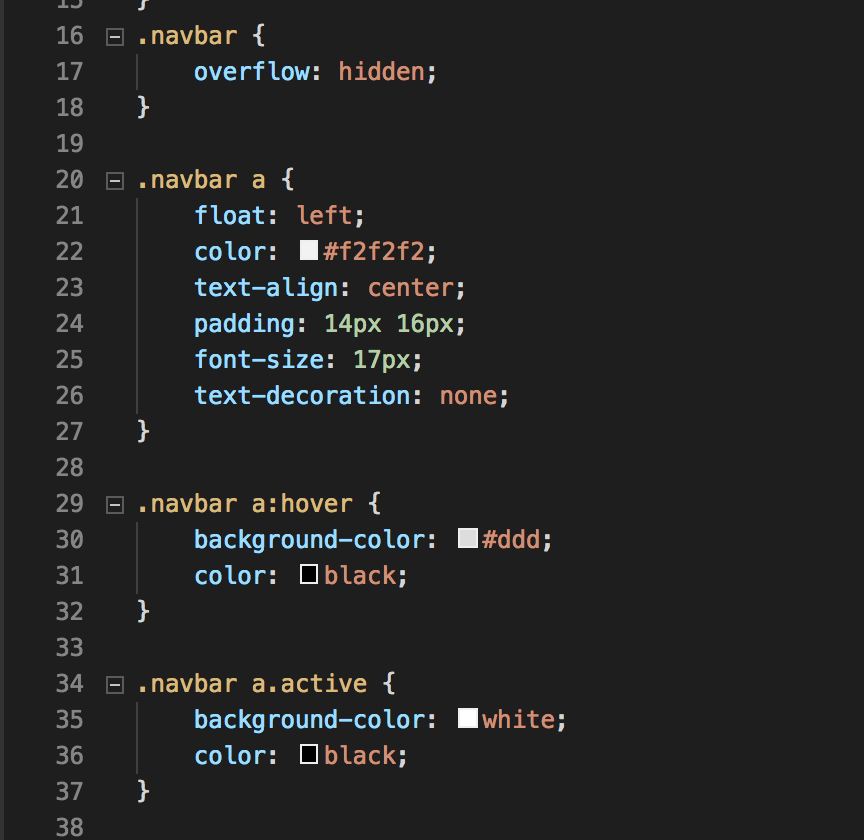 15 }
16 .navbar {
17     overflow: hidden;
18 }
19
20 .navbar a {
21     float: left;
22     color: #f2f2f2;
23     text-align: center;
24     padding: 14px 16px;
25     font-size: 17px;
26     text-decoration: none;
27 }
28
29 .navbar a:hover {
30     background-color: #ddd;
31     color: black;
32 }
33
34 .navbar a.active {
35     background-color: white;
36     color: black;
37 }
38